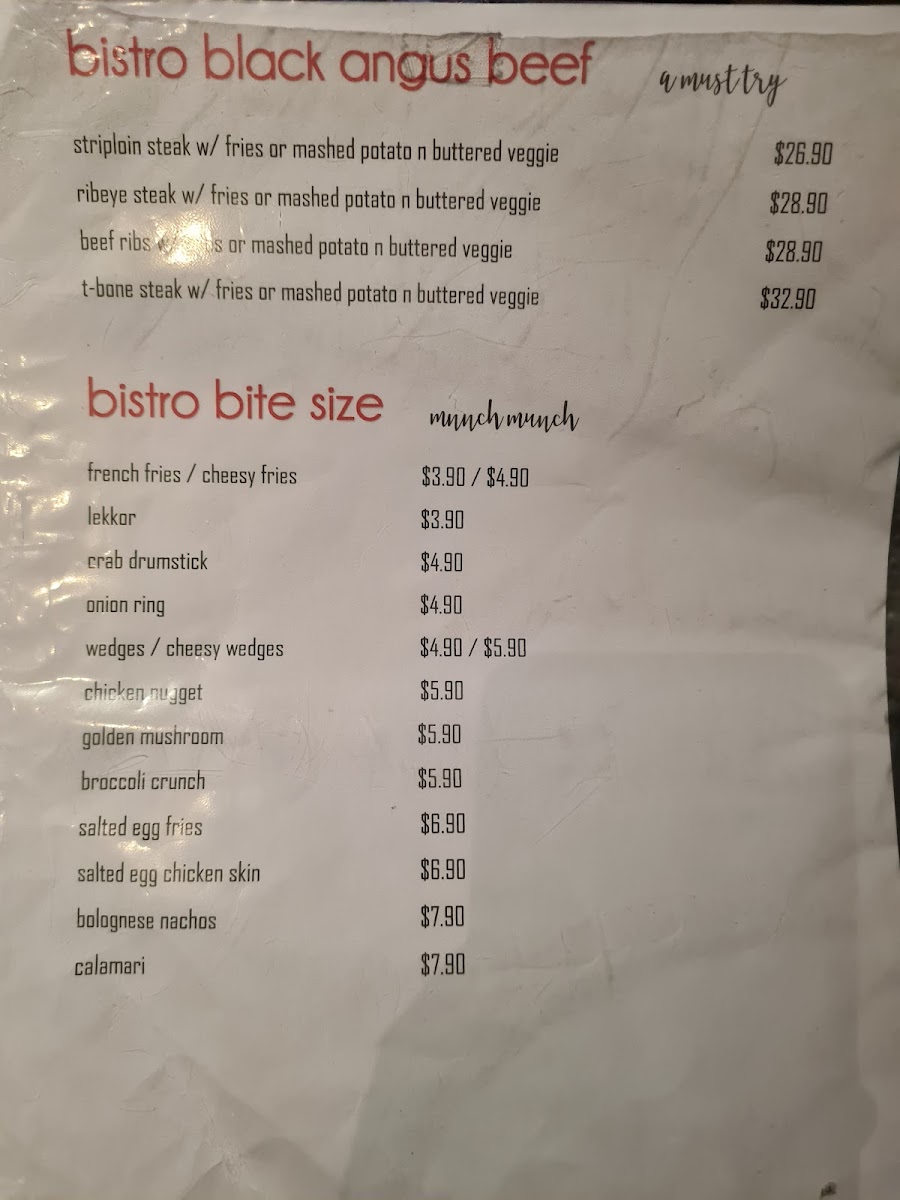 bistro black angus beef a must try
striploin steak w/ fries or mashed potato n buttered veggie $26.90
ribeye steak w/ fries or mashed potato n buttered veggie $28.90
beef ribs or mashed potato n buttered veggie $28.90
t-bone steak w/ fries or mashed potato n buttered veggie $32.90
bistro bite size munch munch
french fries / cheesy fries $3.90 / $4.90
lekkor $3.90
crab drumstick $4.90
onion ring $4.90
wedges / cheesy wedges $4.90 / $5.90
chicken nugget $5.90
golden mushroom $5.90
broccoli crunch $5.90
salted egg fries $6.90
salted egg chicken skin $6.90
bolognese nachos $7.90
calamari $7.90